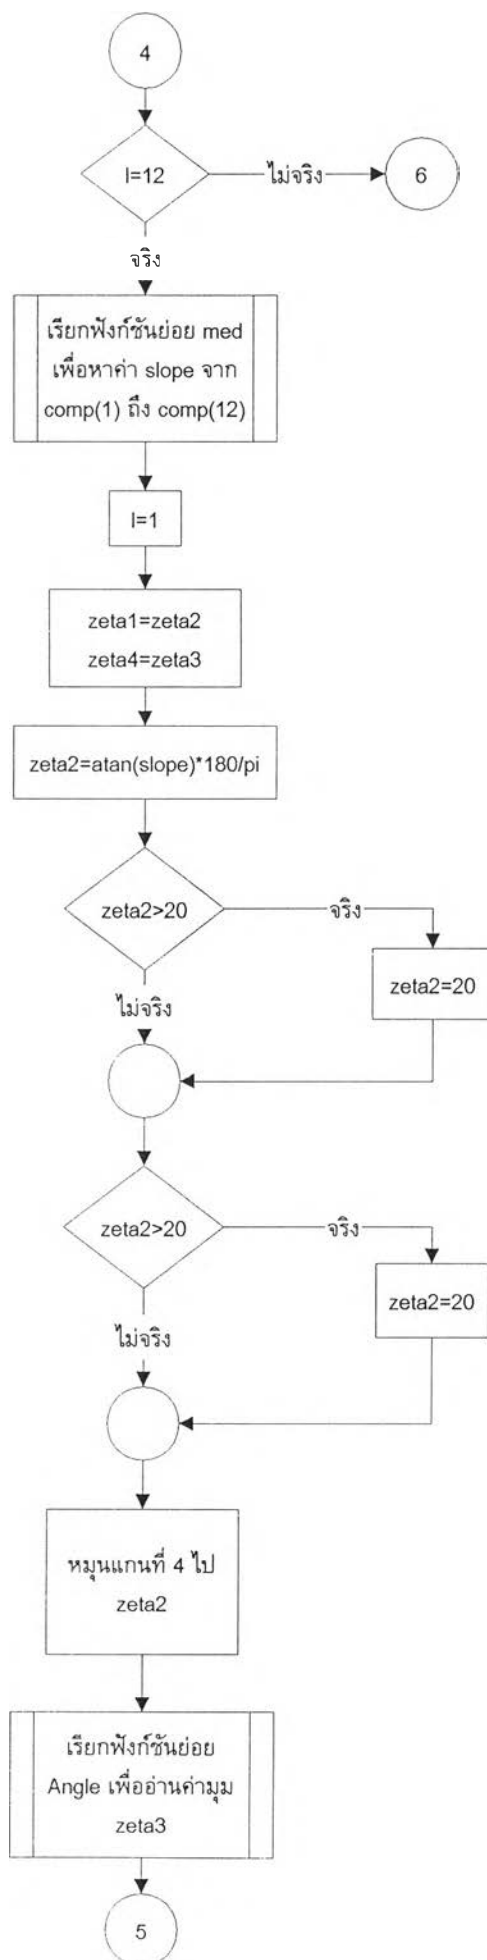 4
I=12
ไม่จริง
6
จริง
เรียกฟังก์ชันย่อย med
เพื่อหาค่า slope จาก
comp(1) ถึง comp(12)
I=1
zeta1=zeta2
zeta4=zeta3
zeta2=atan(slope)*180/pi
zeta2>20
จริง
zeta2=20
ไม่จริง
zeta2>20
จริง
zeta2=20
ไม่จริง
หมุนแกนที่ 4 ไป
zeta2
เรียกฟังก์ชันย่อย
Angle เพื่ออ่านค่ามุม
zeta3
5